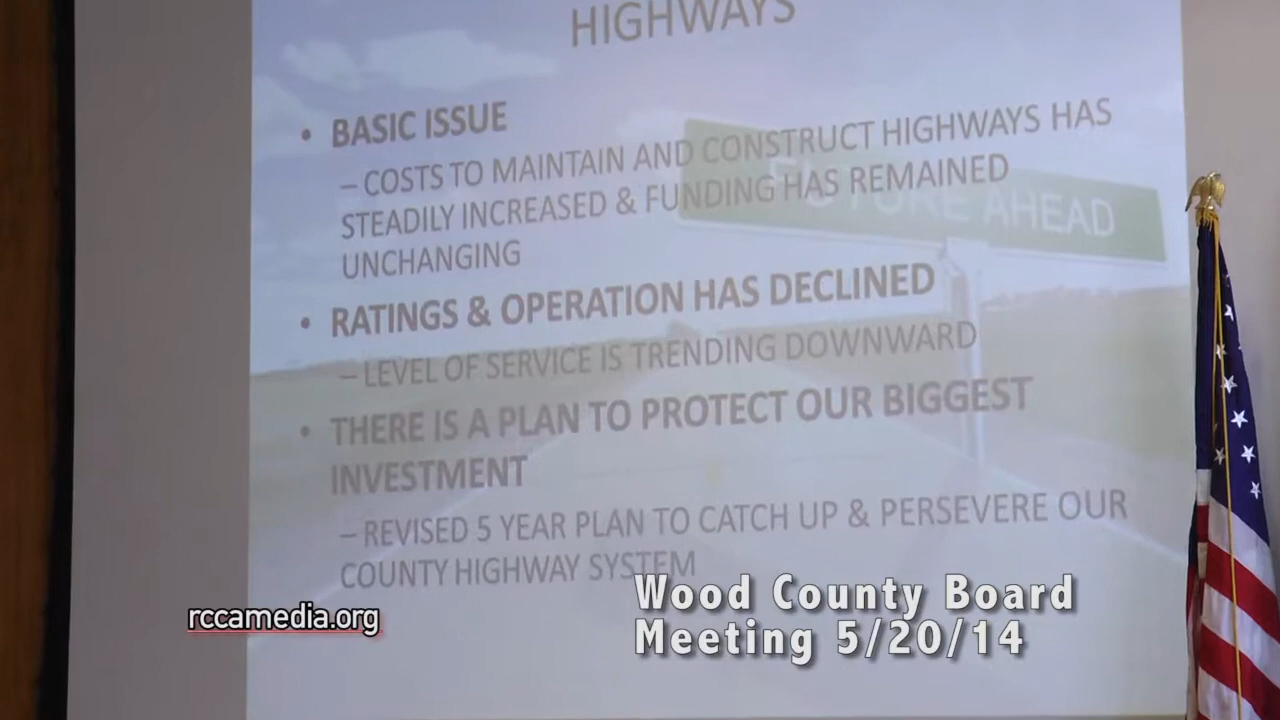 HIGHWAYS
• BASIC ISSUE
– COSTS TO MAINTAIN AND CONSTRUCT HIGHWAYS HAS
STEADILY INCREASED & FUNDING HAS REMAINED
UNCHANGING
• RATINGS & OPERATION HAS DECLINED
– LEVEL OF SERVICE IS TRENDING DOWNWARD
• THERE IS A PLAN TO PROTECT OUR BIGGEST
INVESTMENT
– REVISED 5 YEAR PLAN TO CATCH UP & PERSEVERE OUR
COUNTY HIGHWAY SYSTEM
AHEAD
rccamedia.org
Wood County Board
Meeting 5/20/14